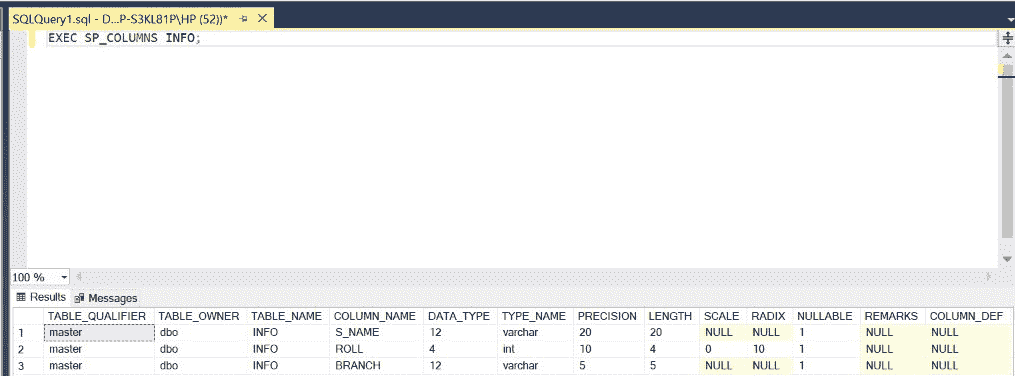 SQLQuery1.sql - D...P-S3KL81P\HP (52))*
EXEC SP_COLUMNS INFO;
100 %
Results Messages
TABLE_QUALIFIER TABLE_OWNER TABLE_NAME COLUMN_NAME DATA_TYPE TYPE_NAME PRECISION LENGTH SCALE RADIX NULLABLE REMARKS COLUMN_DEF
1 master dbo INFO S_NAME 12 varchar 20 20 NULL NULL 1 NULL NULL
2 master dbo INFO ROLL 4 int 10 4 0 10 1 NULL NULL
3 master dbo INFO BRANCH 12 varchar 5 5 NULL NULL 1 NULL NULL